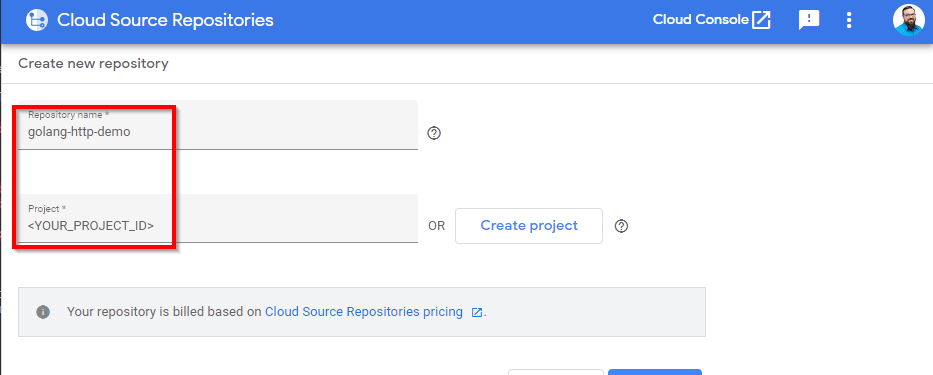 Cloud Source Repositories
Cloud Console
Create new repository
Repository name *
golang-http-demo
Project *
<YOUR_PROJECT_ID>
OR
Create project
Your repository is billed based on Cloud Source Repositories pricing .